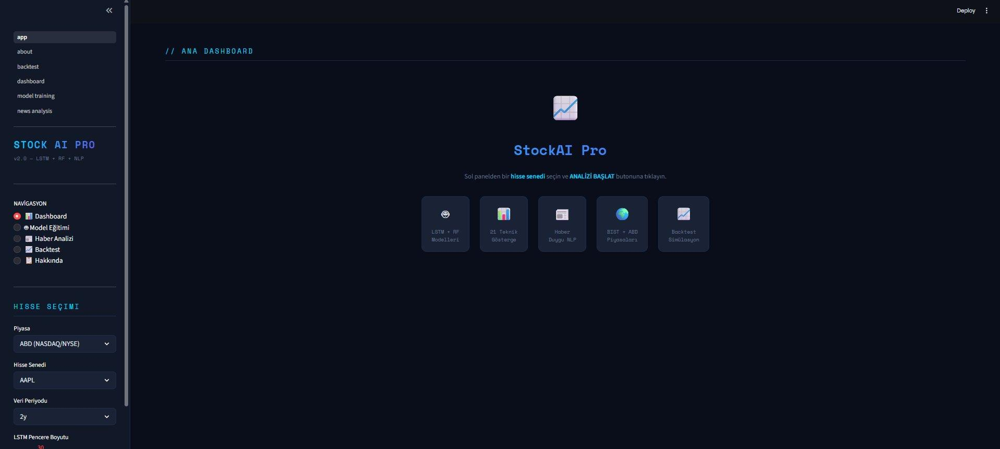 Deploy
app
about
backtest
dashboard
model training
news analysis
STOCK AI PRO
v2.0 — LSTM + RF + NLP
NAVİGASYON
Dashboard
Model Eğitimi
Haber Analizi
Backtest
Hakkında
HISSE SEÇIMI
Piyasa
ABD (NASDAQ/NYSE)
Hisse Senedi
AAPL
Veri Periyodu
2y
LSTM Pencere Boyutu
30
// ANA DASHBOARD
StockAI Pro
Sol panelden bir hisse senedi seçin ve ANALİZİ BAŞLAT butonuna tıklayın.
LSTM + RF
Modelleri
21 Teknik
Gösterge
Haber
Duygu NLP
BIST + ABD
Piyasaları
Backtest
Simülasyon